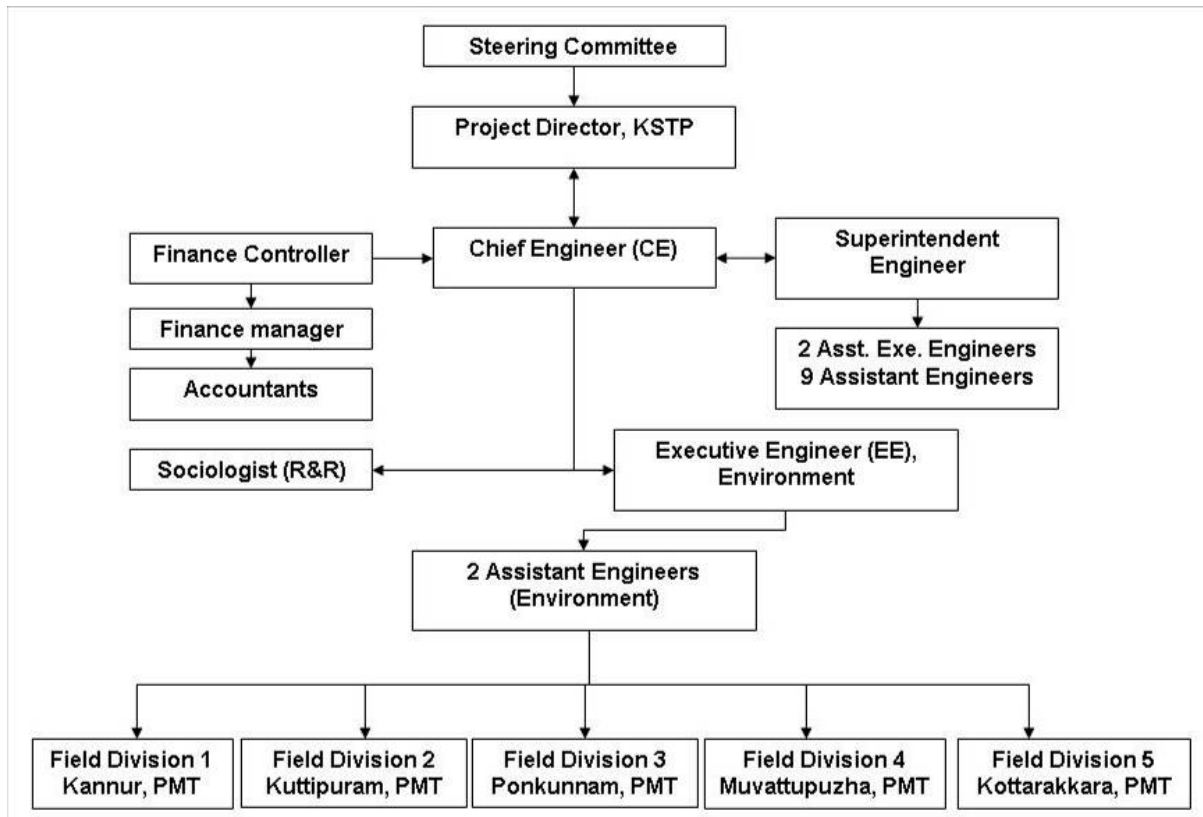 Steering Committee
Project Director, KSTP
Finance Controller
Chief Engineer (CE)
Superintendent
Engineer
Finance manager
2 Asst. Exe. Engineers
9 Assistant Engineers
Accountants
Sociologist (R&R)
Executive Engineer (EE),
Environment
2 Assistant Engineers
(Environment)
Field Division 1
Kannur, PMT
Field Division 2
Kuttipuram, PMT
Field Division 3
Ponkunnam, PMT
Field Division 4
Muvattupuzha, PMT
Field Division 5
Kottarakkara, PMT